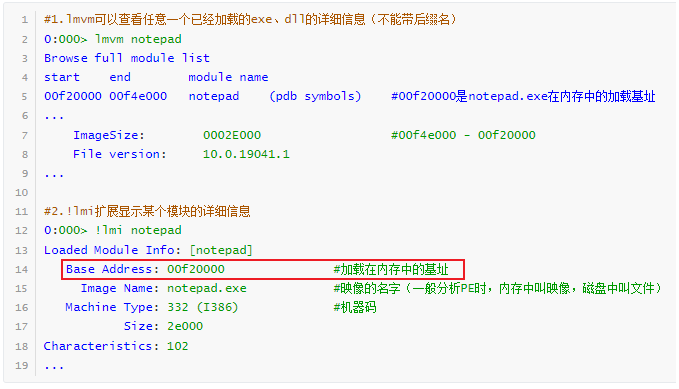 1 #1.lmvm可以查看任意一个已经加载的exe、dll的详细信息（不能带后缀名）
2 0:000> lmvm notepad
3 Browse full module list
4 start    end        module name
5 00f20000 00f4e000   notepad    (pdb symbols)    #00f20000是notepad.exe在内存中的加载基址
6 ...
7     ImageSize:        0002E000                #00f4e000 - 00f20000
8     File version:     10.0.19041.1
9 ...
10
11 #2.!lmi扩展显示某个模块的详细信息
12 0:000> !lmi notepad
13 Loaded Module Info: [notepad]
14    Base Address: 00f20000              #加载在内存中的基址
15      Image Name: notepad.exe           #映像的名字（一般分析PE时，内存中叫映像，磁盘中叫文件）
16    Machine Type: 332 (I386)            #机器码
17            Size: 2e000
18 Characteristics: 102
19 ...